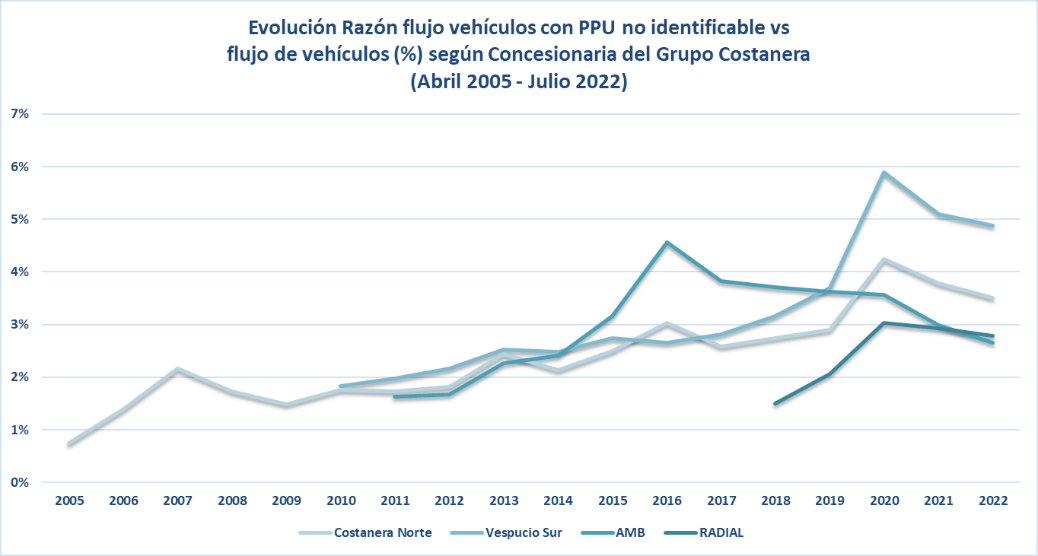 Evolución Razón flujo vehículos con PPU no identificable vs
flujo de vehículos (%) según Concesionaria del Grupo Costanera
(Abril 2005 - Julio 2022)
7%
6%
5%
4%
3%
2%
1%
0%
2005 2006 2007 2008 2009 2010 2011 2012 2013 2014 2015 2016 2017 2018 2019 2020 2021 2022
Costanera Norte Vespucio Sur AMB RADIAL